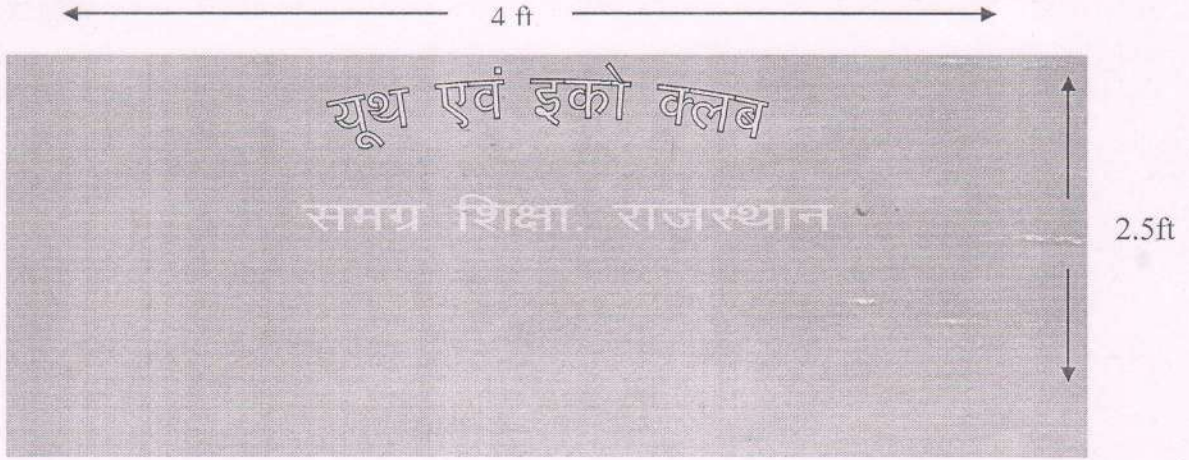 4 ft
यूथ एवं इको क्लब
समग्र शिक्षा. राजस्थान
2.5ft